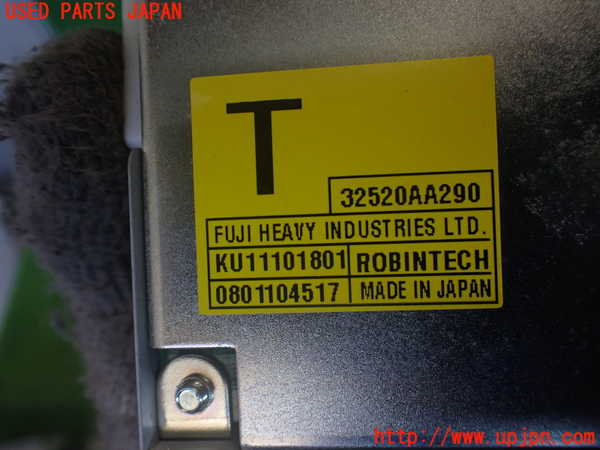 USED PARTS JAPAN
T
32520AA290
FUJI HEAVY INDUSTRIES LTD.
KU11101801 ROBINTECH
0801104517 MADE IN JAPAN
http://www.upjpn.com/